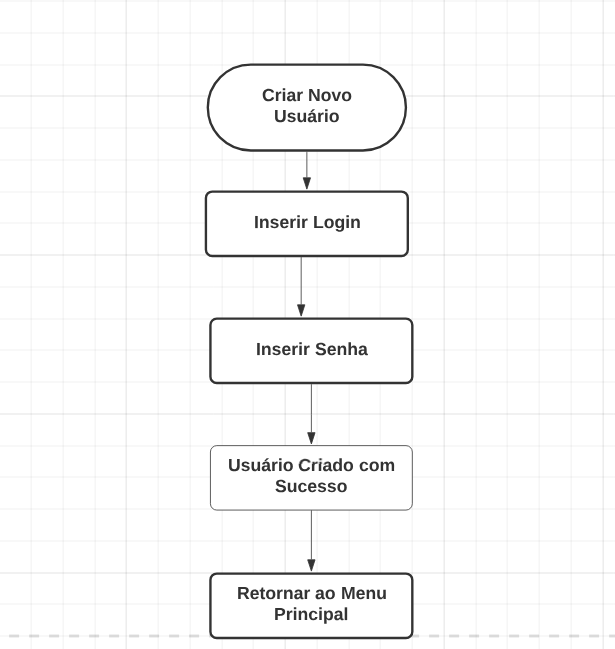 Criar Novo
Usuário
Inserir Login
Inserir Senha
Usuário Criado com
Sucesso
Retornar ao Menu
Principal